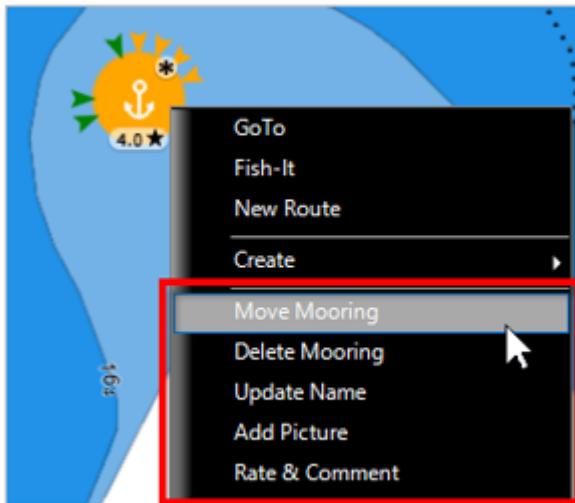 4.0★
GoTo
Fish-It
New Route
Create
Move Mooring
Delete Mooring
Update Name
Add Picture
Rate & Comment